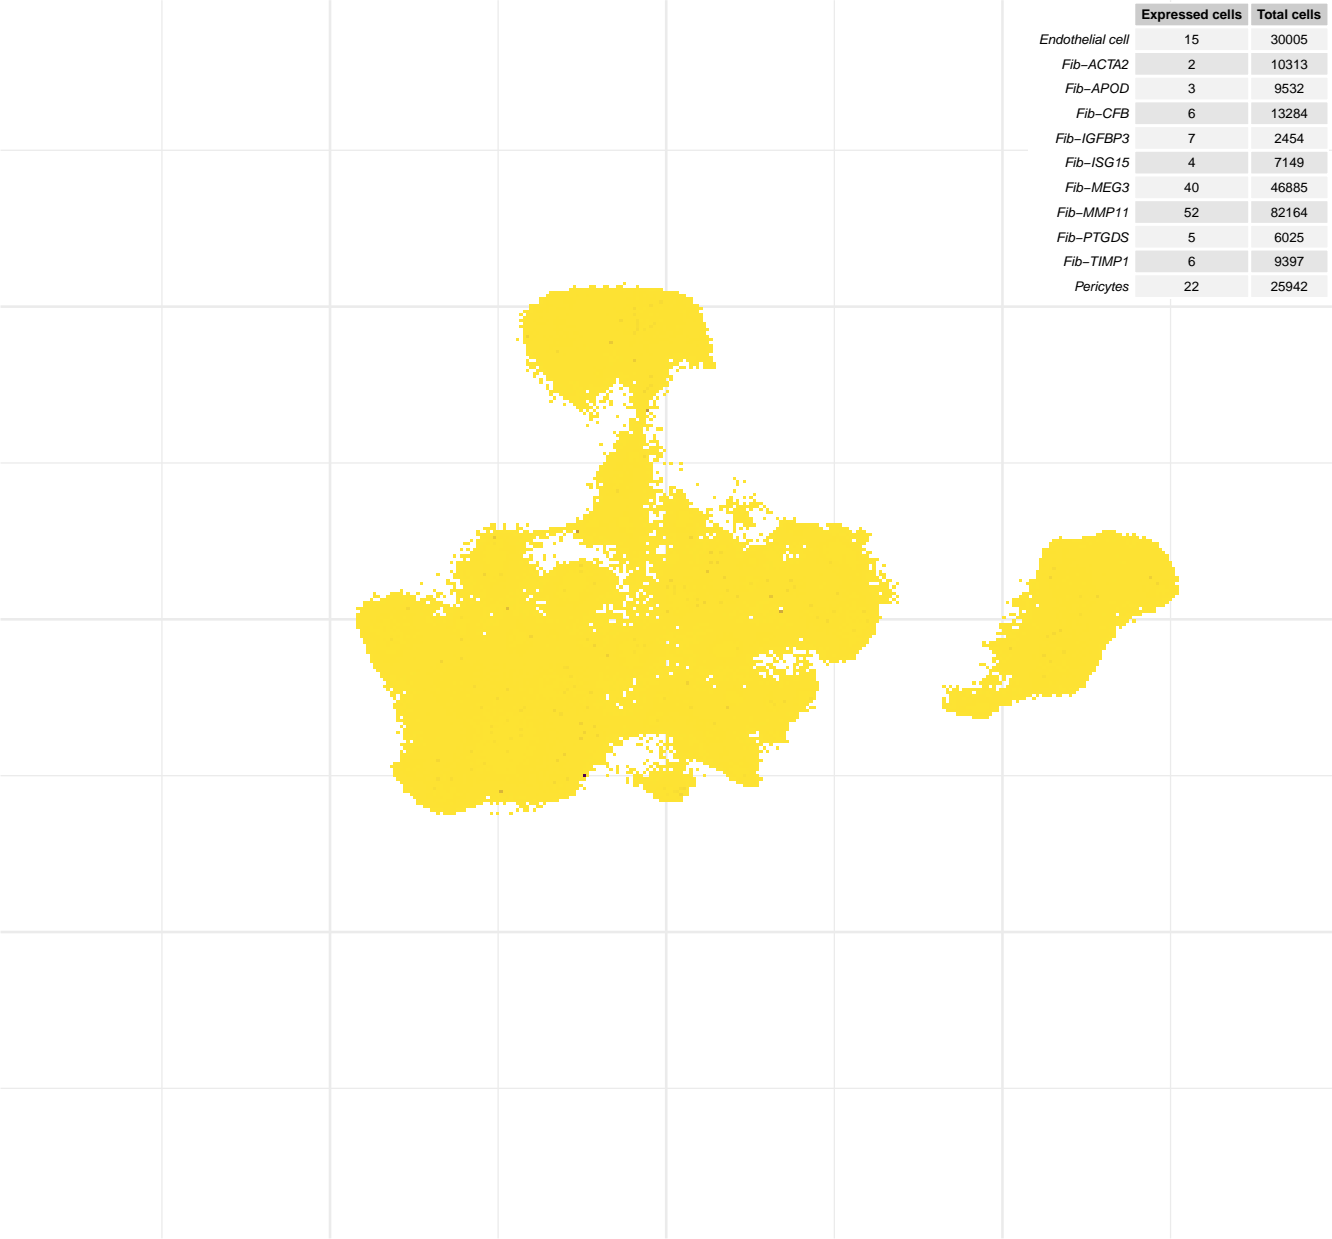 Expressed cells Total cells
Endothelial cell 15 30005
Fib−ACTA2 2 10313
Fib−APOD 3 9532
Fib−CFB 6 13284
Fib−IGFBP3 7 2454
Fib−ISG15 4 7149
Fib−MEG3 40 46885
Fib−MMP11 52 82164
Fib−PTGDS 5 6025
Fib−TIMP1 6 9397
Pericytes 22 25942